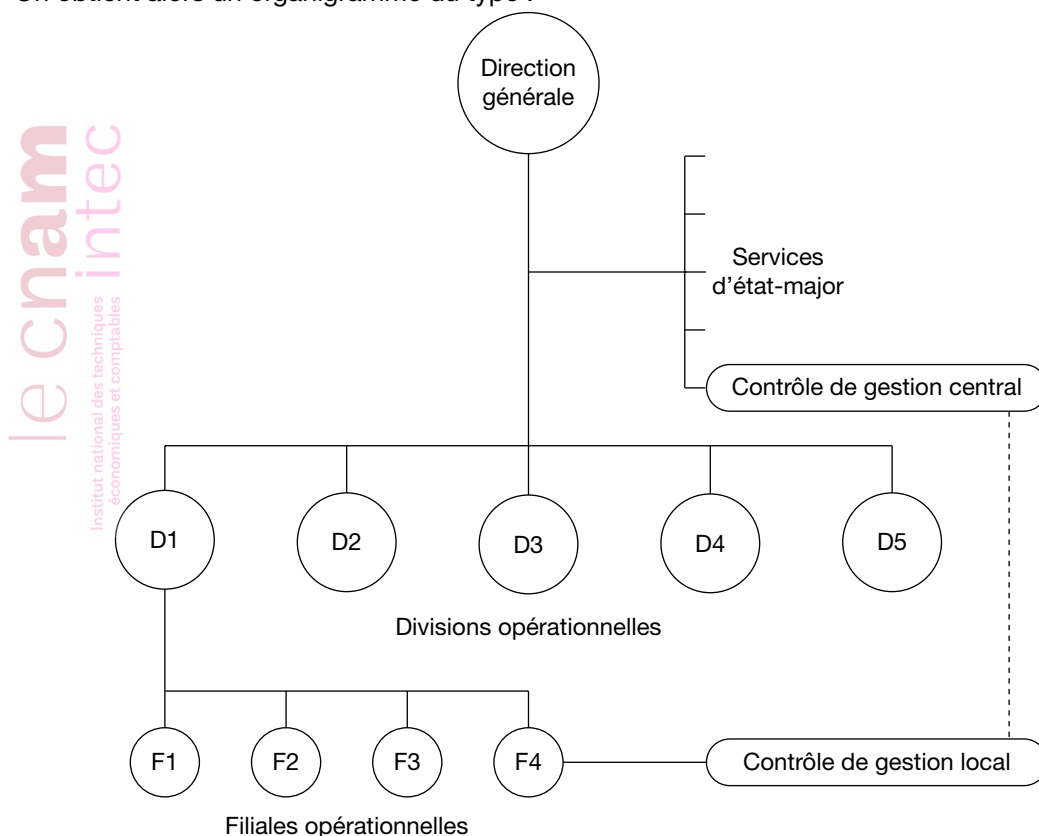 On obtient alors un organigramme du type :
Direction
générale
le cnam
intec
Institut national des techniques
économiques et comptables
Services
d'état-major
Contrôle de gestion central
D1
D2
D3
D4
D5
Divisions opérationnelles
F1
F2
F3
F4
Contrôle de gestion local
Filiales opérationnelles